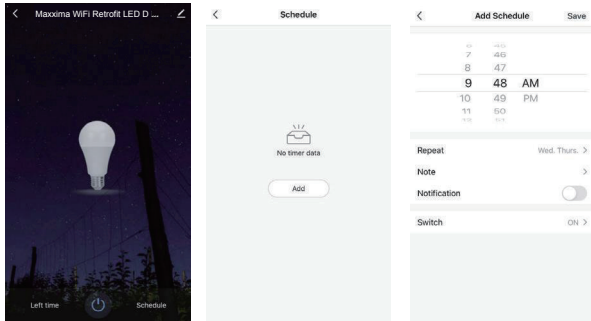 Maxxima WiFi Retrofit LED D ...
Left time
Schedule
Schedule
No timer data
Add
Add Schedule
Save
7 46
8 47
9 48 AM
10 49 PM
11 50
Repeat
Wed. Thurs.
Note
Notification
Switch
ON